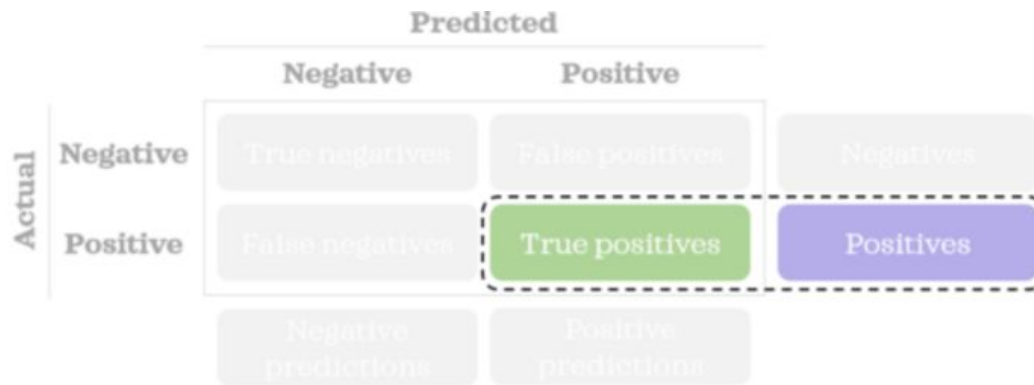 Predicted
Negative Positive
Actual
Negative True negatives False positives Negatives
Positive False negatives True positives Positives
Negative Positive
predictions predictions